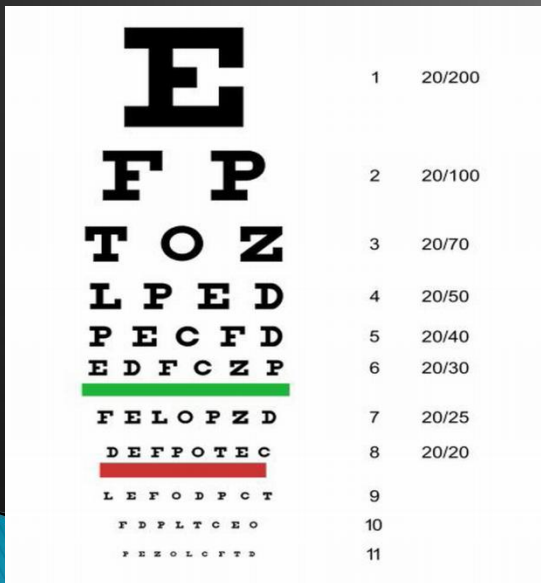 E 1 20/200
F P 2 20/100
T O Z 3 20/70
L P E D 4 20/50
P E C F D 5 20/40
E D F C Z P 6 20/30
F E L O P Z D 7 20/25
D E F P O T E C 8 20/20
L E F O D P C T 9
F D P L T C E O 10
P E Z O L C F T D 11